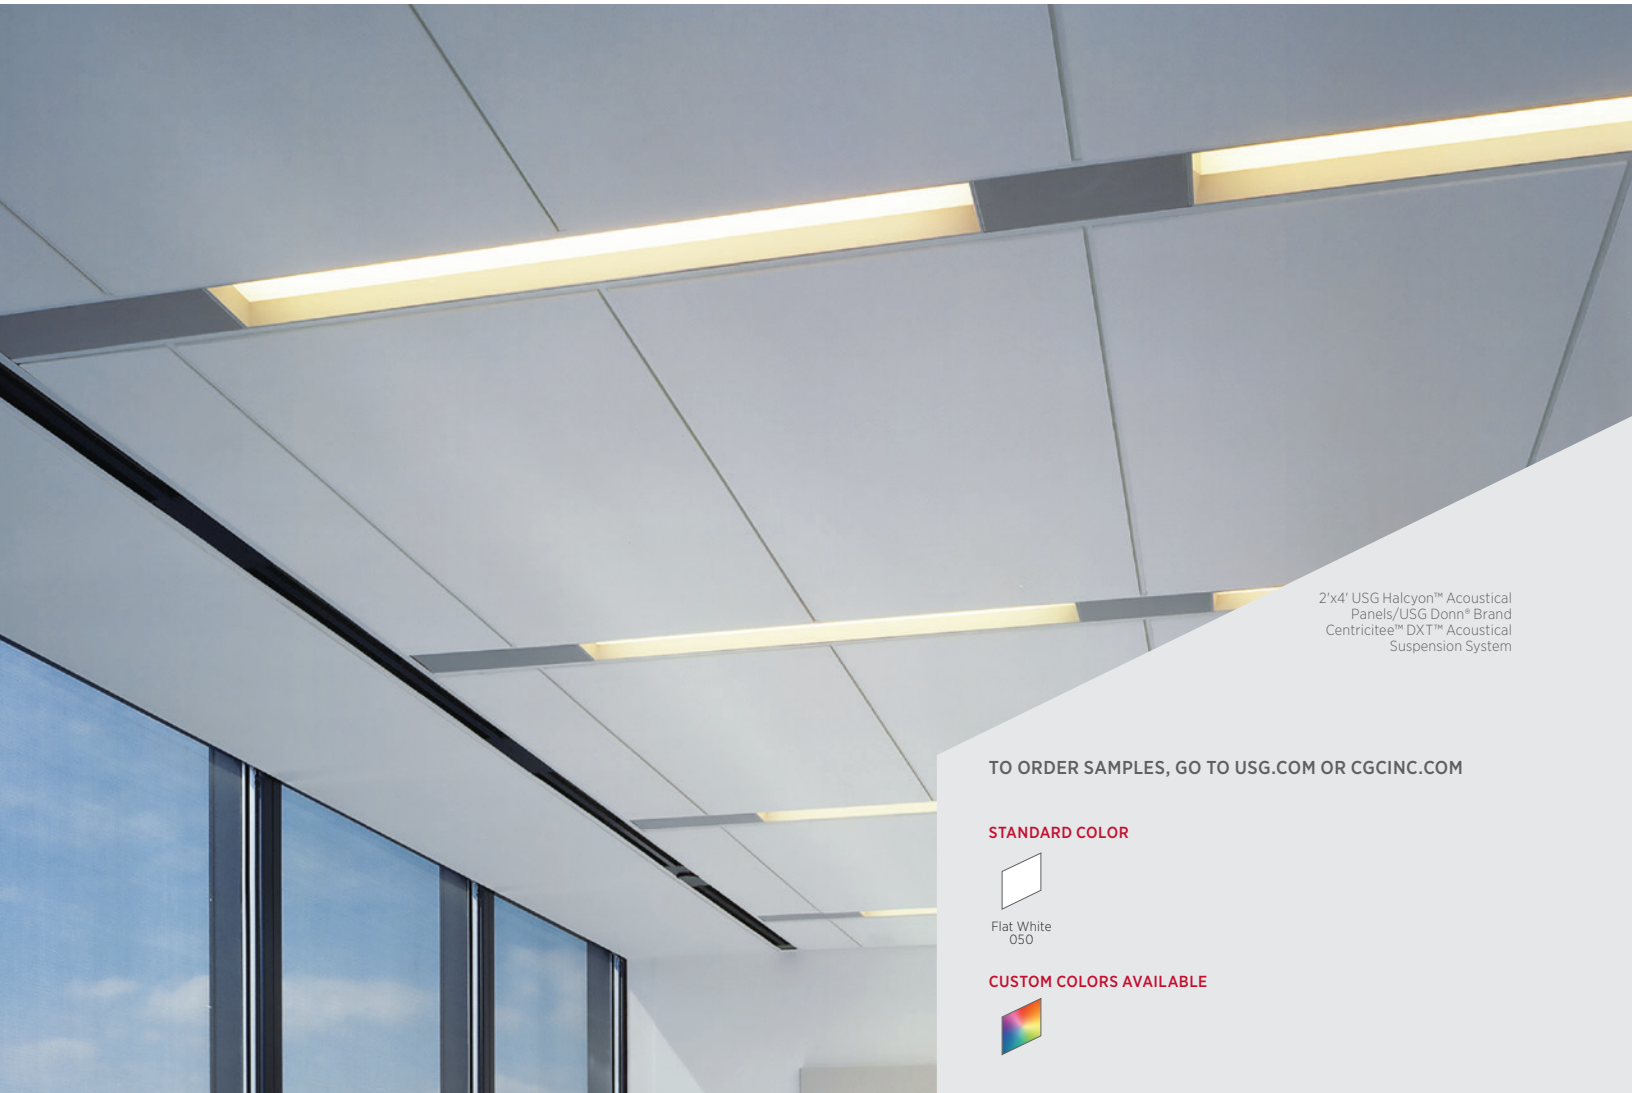 2'x4' USG Halcyon™ Acoustical
Panels/USG Donn® Brand
Centricitee™ DXT™ Acoustical
Suspension System
TO ORDER SAMPLES, GO TO USG.COM OR CGCINC.COM
STANDARD COLOR
Flat White
050
CUSTOM COLORS AVAILABLE